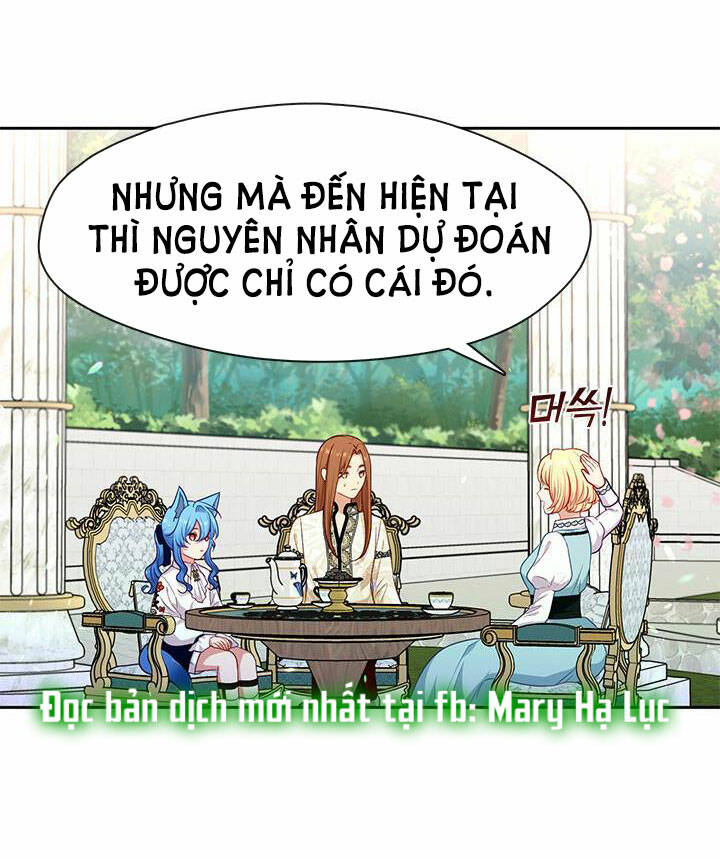 NHƯNG MÀ ĐẾN HIỆN TẠI
THÌ NGUYÊN NHÂN DỰ ĐOÁN
ĐƯỢC CHỈ CÓ CÁI ĐÓ.
머쓱!
Đọc bản dịch mới nhất tại fb: Mary Hạ Lục